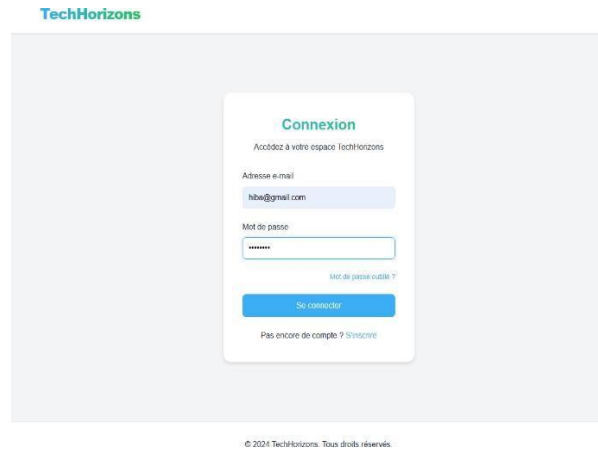 TechHorizons
Connexion
Accédez à votre espace TechHorizons
Adresse e-mail
hiba@gmail.com
Mot de passe
••••••••
Mot de passe oublié ?
Se connecter
Pas encore de compte ? S'inscrire
© 2024 TechHorizons. Tous droits réservés.